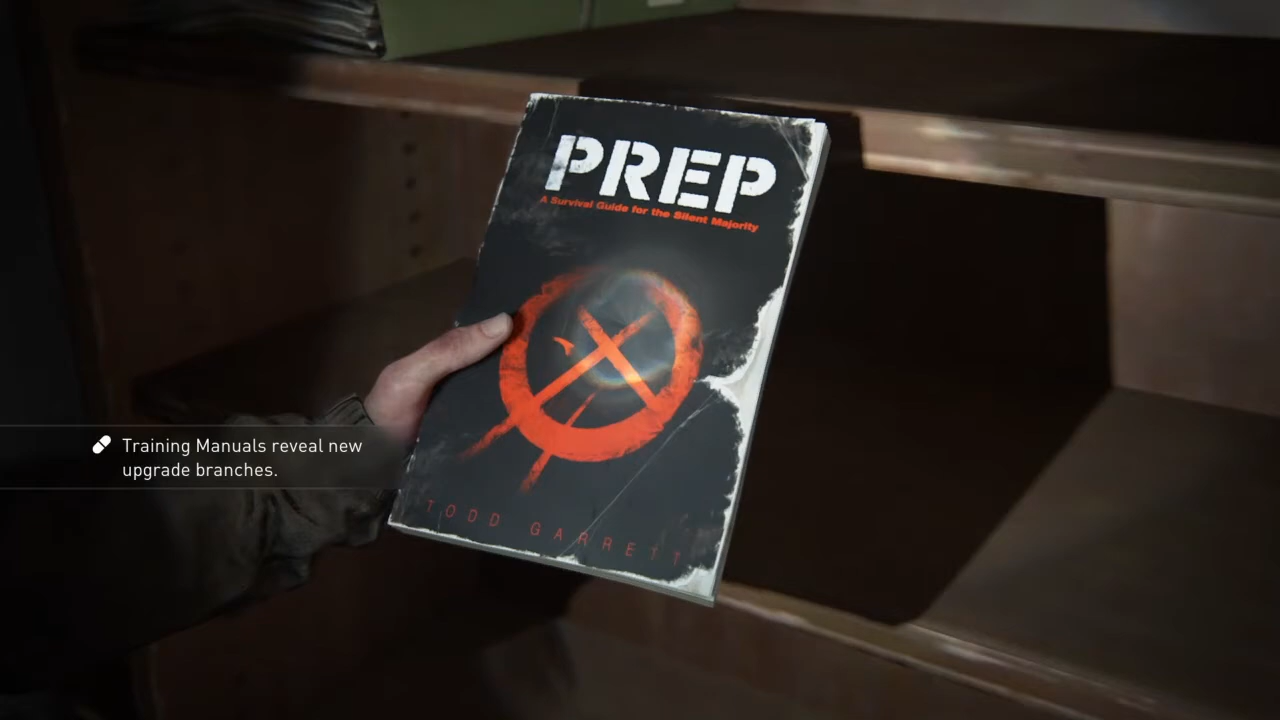 PREP
A Survival Guide for the Silent Majority
Training Manuals reveal new
upgrade branches.
TODD GARRETT